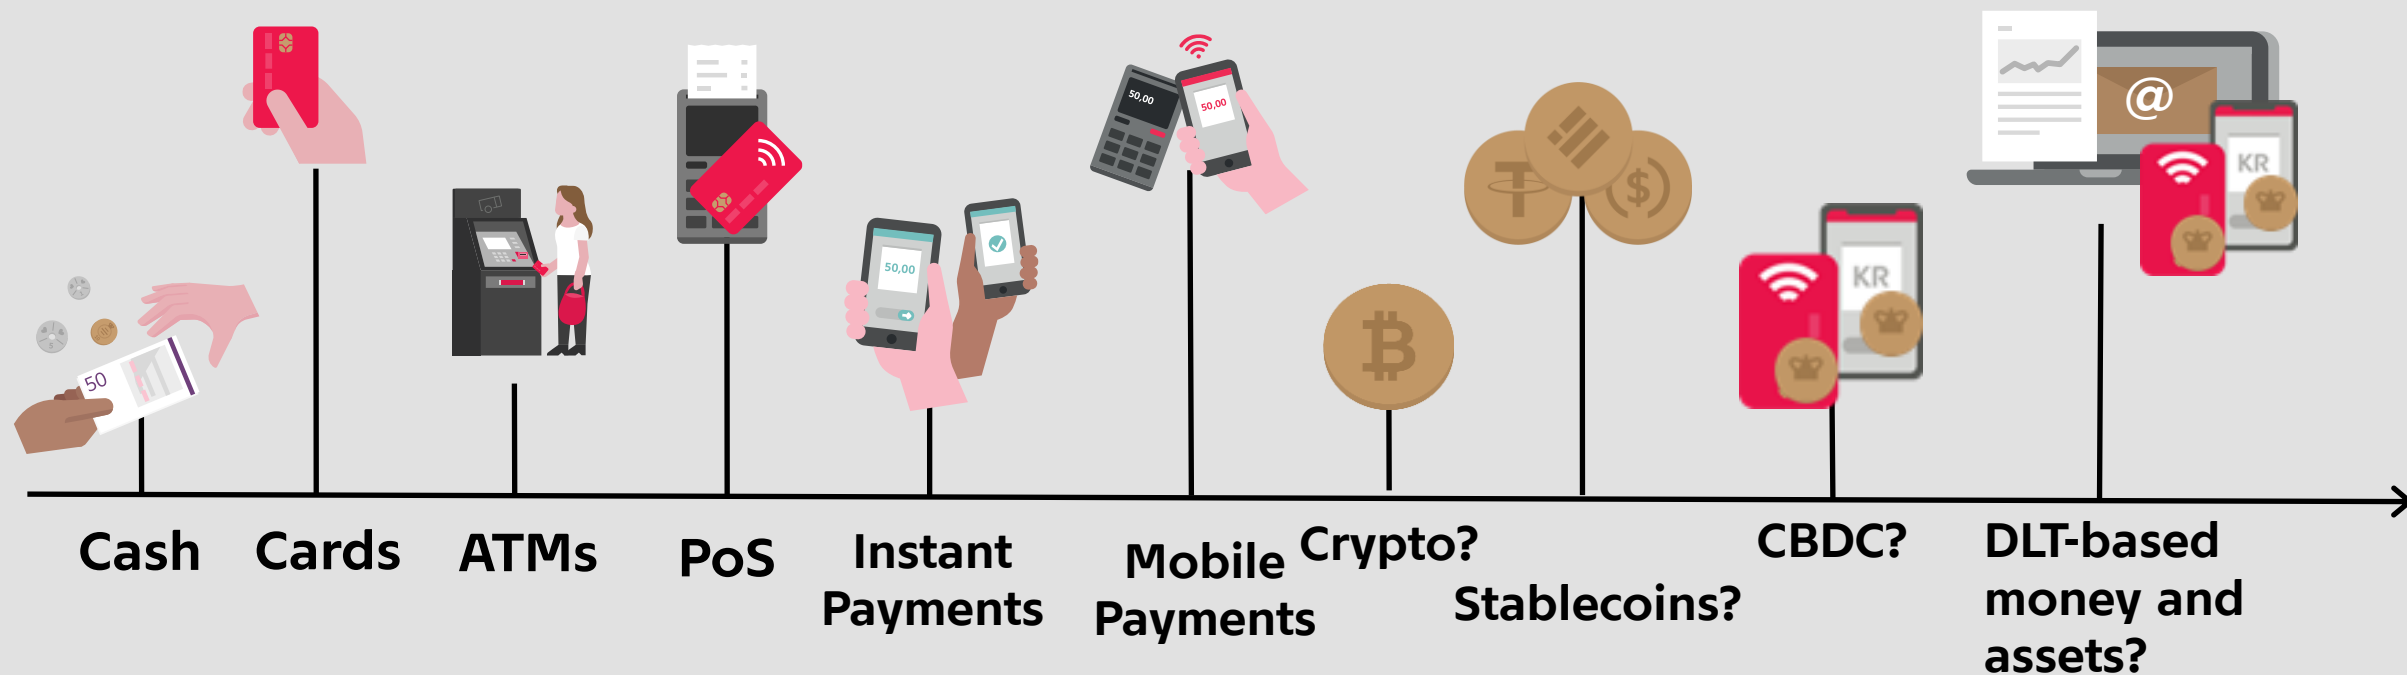 50
50,00
50,00
50,00
@
KR
KR
Cash
Cards
ATMs
PoS
Instant
Payments
Mobile
Payments
Crypto?
Stablecoins?
CBDC?
DLT-based
money and
assets?